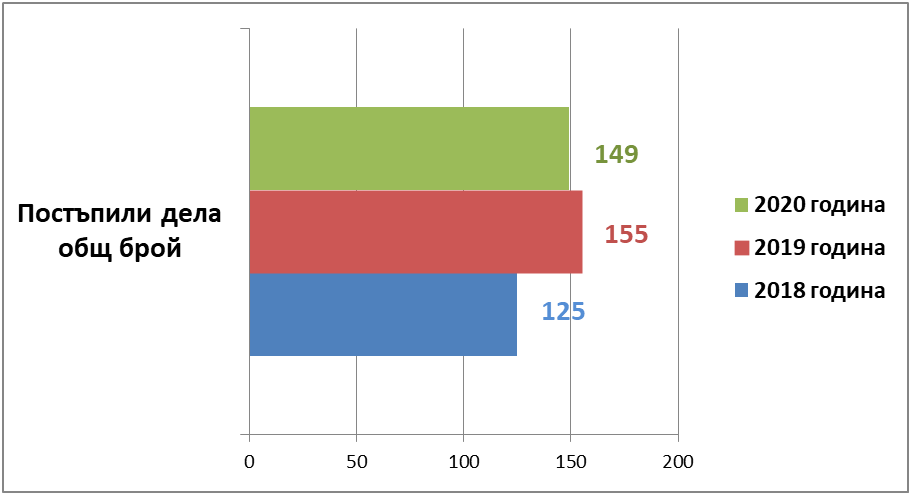 149
Постъпили дела
общ брой
155
125
2020 година
2019 година
2018 година
0 50 100 150 200